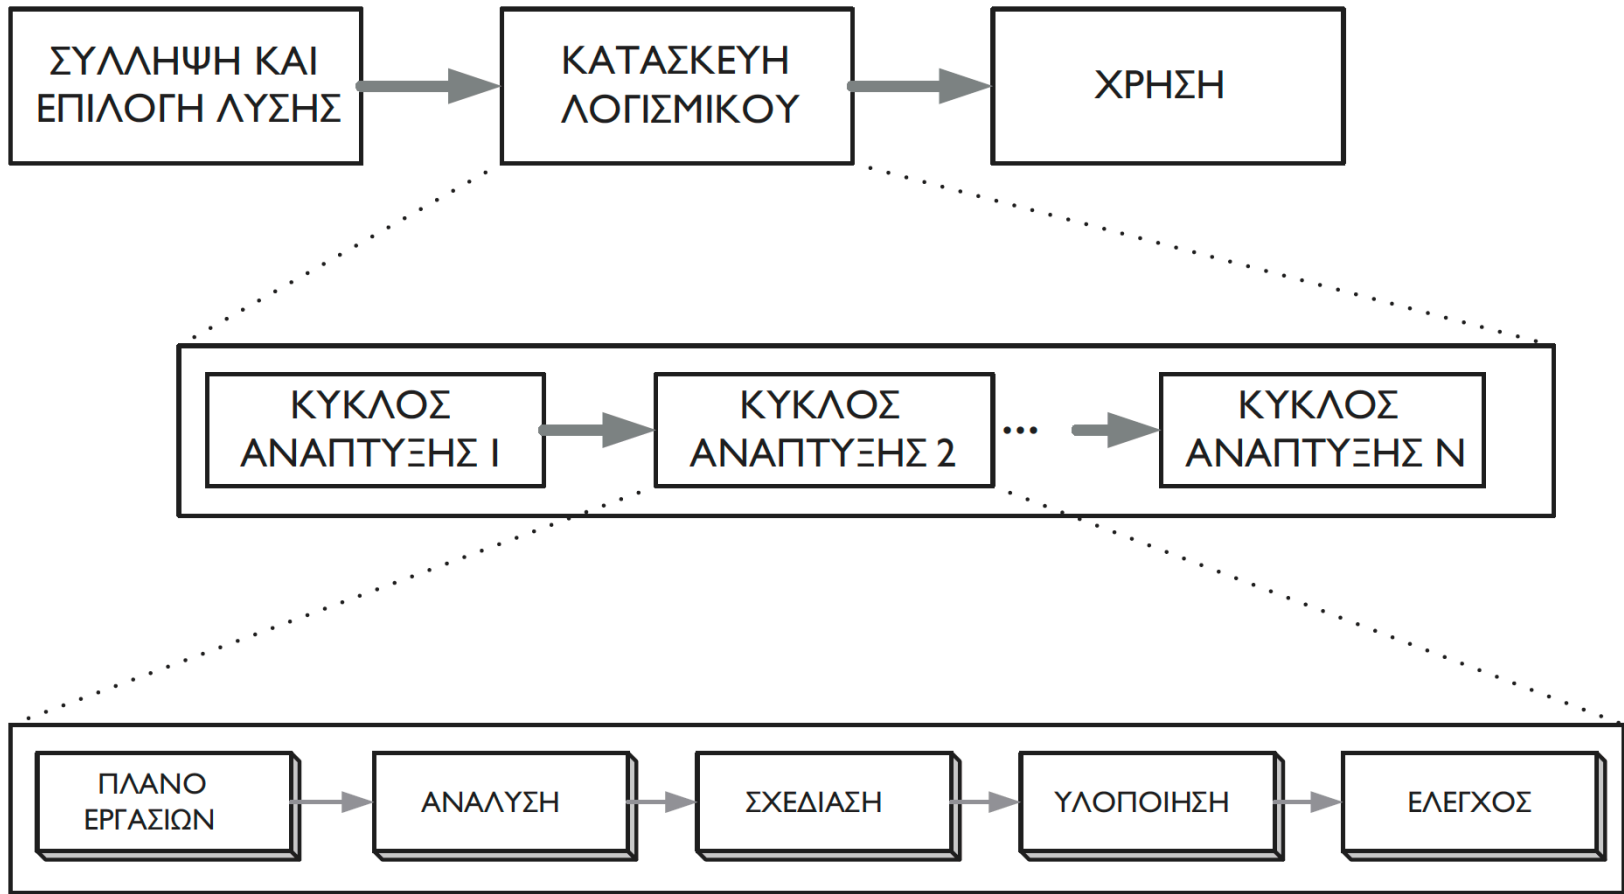 ΣΥΛΛΗΨΗ ΚΑΙ
ΕΠΙΛΟΓΗ ΛΥΣΗΣ
ΚΑΤΑΣΚΕΥΗ
ΛΟΓΙΣΜΙΚΟΥ
ΧΡΗΣΗ
ΚΥΚΛΟΣ
ΑΝΑΠΤΥΞΗΣ 1
ΚΥΚΛΟΣ
ΑΝΑΠΤΥΞΗΣ 2
...
ΚΥΚΛΟΣ
ΑΝΑΠΤΥΞΗΣ Ν
ΠΛΑΝΟ
ΕΡΓΑΣΙΩΝ
ΑΝΑΛΥΣΗ
ΣΧΕΔΙΑΣΗ
ΥΛΟΠΟΙΗΣΗ
ΕΛΕΓΧΟΣ